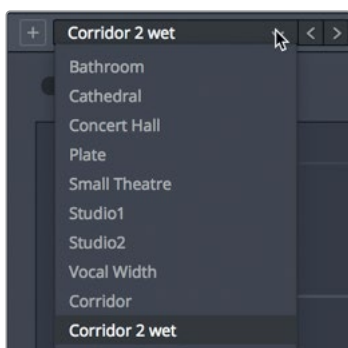 Corridor 2 wet
Bathroom
Cathedral
Concert Hall
Plate
Small Theatre
Studio1
Studio2
Vocal Width
Corridor
Corridor 2 wet